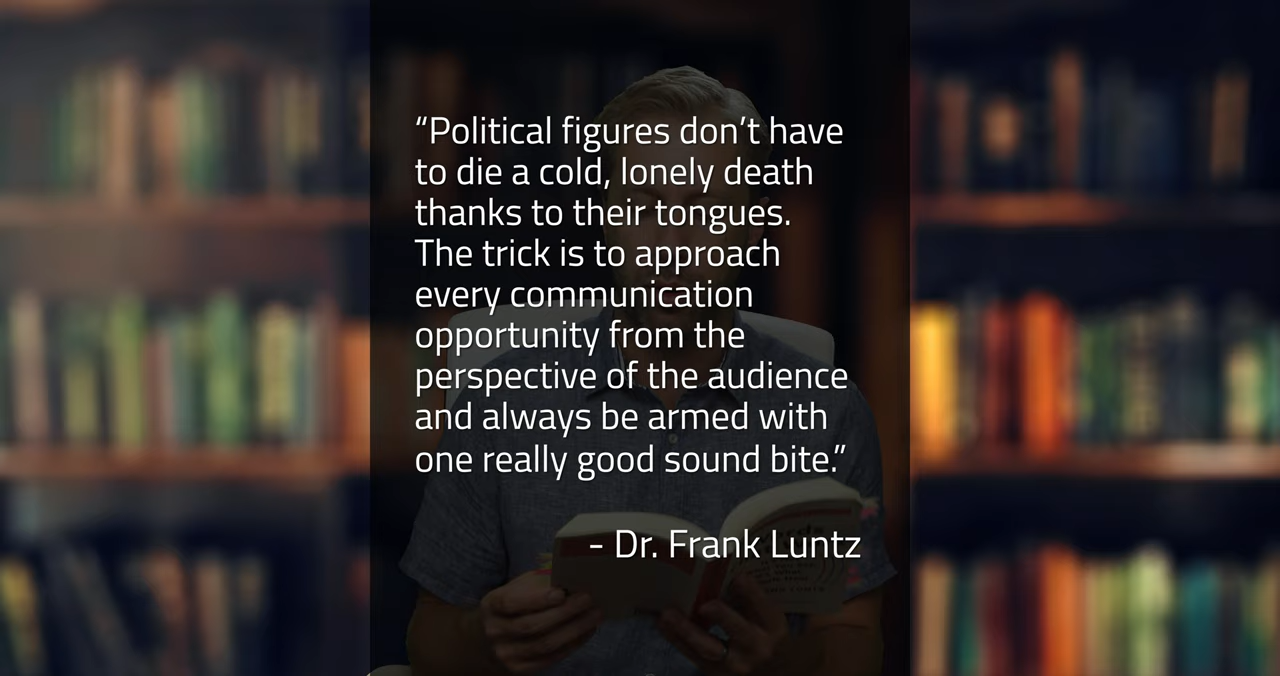 “Political figures don’t have
to die a cold, lonely death
thanks to their tongues.
The trick is to approach
every communication
opportunity from the
perspective of the audience
and always be armed with
one really good sound bite.”
- Dr. Frank Luntz